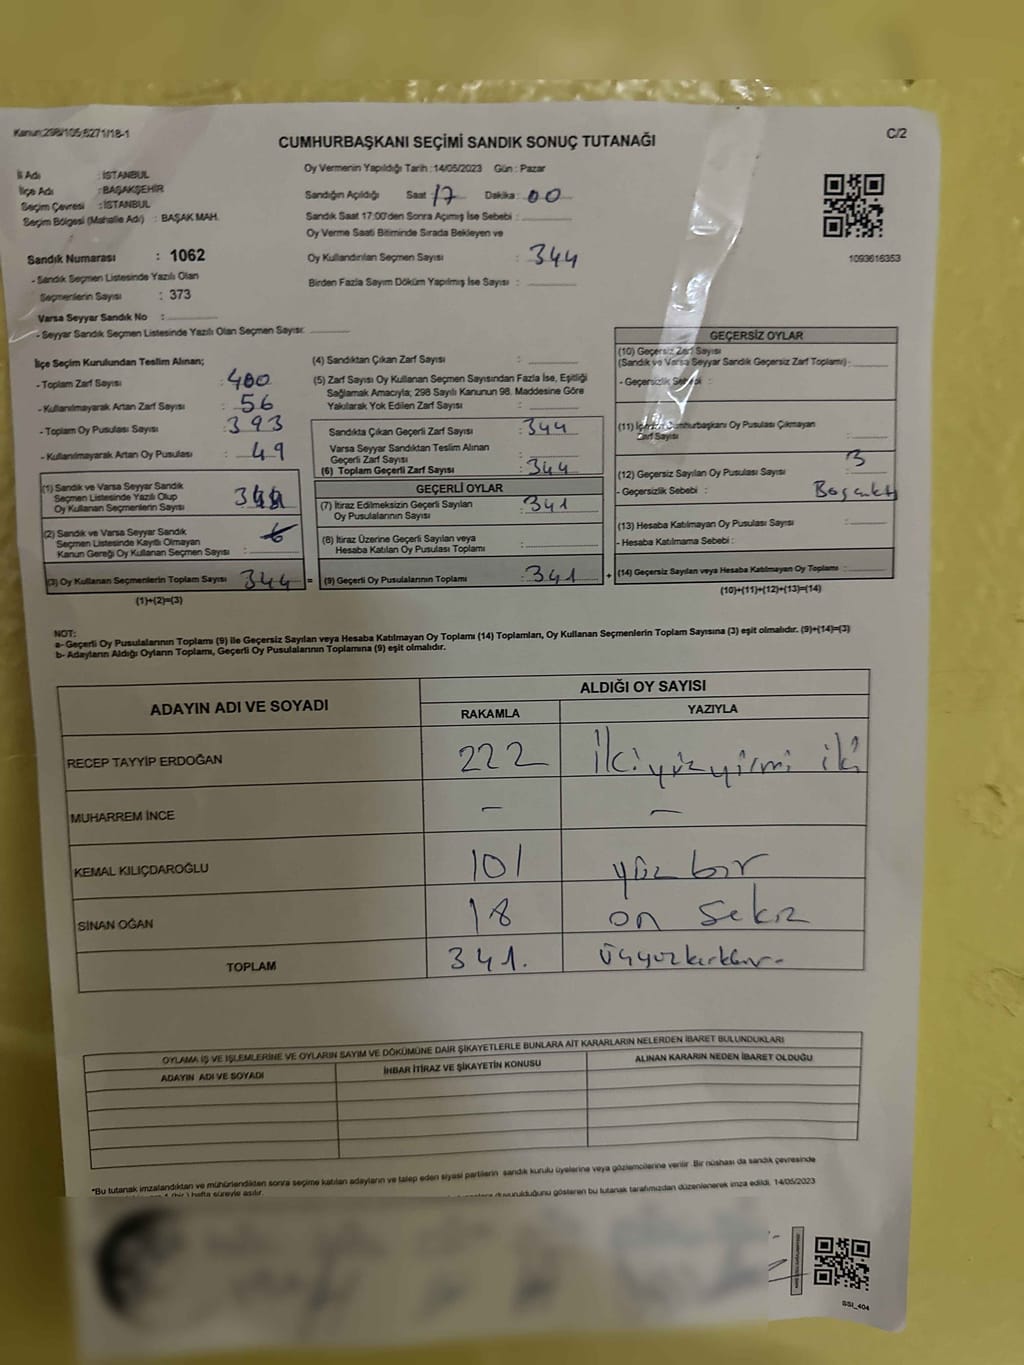 Kanun;298/105;6271/18-1
C/2
CUMHURBAŞKANI SEÇİMİ SANDIK SONUÇ TUTANAĞI
İl Adı : İSTANBUL
İlçe Adı : BAŞAKŞEHİR
Seçim Çevresi : İSTANBUL
Seçim Bölgesi (Mahalle Adı) : BAŞAK MAH.
Sandık Numarası : 1062
- Sandık Seçmen Listesinde Yazılı Olan
Seçmenlerin Sayısı : 373
Varsa Seyyar Sandık No :
- Seyyar Sandık Seçmen Listesinde Yazılı Olan Seçmen Sayısı:
Oy Vermenin Yapıldığı Tarih :14/05/2023 Gün : Pazar
Sandığın Açıldığı Saat : 17 Dakika : 00
Sandık Saat 17:00'den Sonra Açımış İse Sebebi :
Oy Verme Saati Bitiminde Sırada Bekleyen ve
Oy Kullandırılan Seçmen Sayısı : 344
Birden Fazla Sayım Döküm Yapılmış İse Sayısı :
1093616353
İlçe Seçim Kurulundan Teslim Alınan;
- Toplam Zarf Sayısı : 400
- Kullanılmayarak Artan Zarf Sayısı : 56
- Toplam Oy Pusulası Sayısı : 393
- Kullanılmayarak Artan Oy Pusulası : 49
(1) Sandık ve Varsa Seyyar Sandık
Seçmen Listesinde Yazılı Olup
Oy Kullanan Seçmenlerin Sayısı
(2) Sandık ve Varsa Seyyar Sandık
Seçmen Listesinde Kayıtlı Olmayan
Kanun Gereği Oy Kullanan Seçmen Sayısı :
(3) Oy Kullanan Seçmenlerin Toplam Sayısı 344 =
(1)+(2)=(3)
(4) Sandıktan Çıkan Zarf Sayısı :
(5) Zarf Sayısı Oy Kullanan Seçmen Sayısından Fazla İse, Eşitliği
Sağlamak Amacıyla; 298 Sayılı Kanunun 98. Maddesine Göre
Yakılarak Yok Edilen Zarf Sayısı :
Sandıkta Çıkan Geçerli Zarf Sayısı : 344
Varsa Seyyar Sandıktan Teslim Alınan
Geçerli Zarf Sayısı :
(6) Toplam Geçerli Zarf Sayısı : 344
GEÇERLİ OYLAR
(7) İtiraz Edilmeksizin Geçerli Sayılan : 341
Oy Pusulalarının Sayısı
(8) İtiraz Üzerine Geçerli Sayılan veya
Hesaba Katılan Oy Pusulası Toplamı :
(9) Geçerli Oy Pusulalarının Toplamı : 341 +
GEÇERSİZ OYLAR
(10) Geçersiz Zarf Sayısı
(Sandık ve Varsa Seyyar Sandık Geçersiz Zarf Toplamı) -
- Geçersizlik Sebebi :
(11) Cumhurbaşkanı Oy Pusulası Çıkmayan
Zarf Sayısı :
(12) Geçersiz Sayılan Oy Pusulası Sayısı : 3
- Geçersizlik Sebebi :
(13) Hesaba Katılmayan Oy Pusulası Sayısı :
- Hesaba Katılmama Sebebi :
(14) Geçersiz Sayılan veya Hesaba Katılmayan Oy Toplamı :
(10)+(11)+(12)+(13)=(14)
NOT:
a- Geçerli Oy Pusulalarının Toplamı (9) ile Geçersiz Sayılan veya Hesaba Katılmayan Oy Toplamı (14) Toplamları, Oy Kullanan Seçmenlerin Toplam Sayısına (3) eşit olmalıdır. (9)+(14)=(3)
b- Adayların Aldığı Oyların Toplamı, Geçerli Oy Pusulalarının Toplamına (9) eşit olmalıdır.
ADAYIN ADI VE SOYADI
ALDIĞI OY SAYISI
RAKAMLA YAZIYLA
RECEP TAYYİP ERDOĞAN 222 İkiyüzyirmi iki
MUHARREM İNCE - -
KEMAL KILIÇDAROĞLU 101 yüz bir
SİNAN OĞAN 18 on sekiz
TOPLAM 341. üçyüzkırkbir-
OYLAMA İŞ VE İŞLEMLERİNE VE OYLARIN SAYIM VE DÖKÜMÜNE DAİR ŞİKAYETLERLE BUNLARA AİT KARARLARIN NELERDEN İBARET BULUNDUKLARI
ADAYIN ADI VE SOYADI
İHBAR İTİRAZ VE ŞİKAYETİN KONUSU
ALINAN KARARIN NEDEN İBARET OLDUĞU
*Bu tutanak imzalandıktan ve mühürlendikten sonra seçime katılan adayların ve talep eden siyasi partilerin sandık kurulu üyelerine veya gözlemcilerine verilir. Bir nüshası da sandık çevresinde
1 (bir) hafta süreyle asılır.
duyurulduğunu gösteren bu tutanak tarafımızdan düzenlenerek imza edildi. 14/05/2023
SSI_404